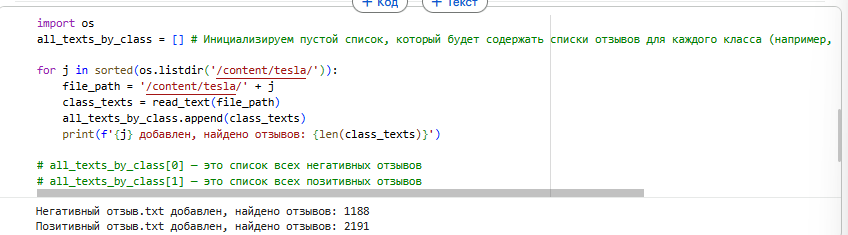 + Код + Текст
import os
all_texts_by_class = [] # Инициализируем пустой список, который будет содержать списки отзывов для каждого класса (например,
for j in sorted(os.listdir('/content/tesla/')):
    file_path = '/content/tesla/' + j
    class_texts = read_text(file_path)
    all_texts_by_class.append(class_texts)
    print(f'{j} добавлен, найдено отзывов: {len(class_texts)}')
# all_texts_by_class[0] — это список всех негативных отзывов
# all_texts_by_class[1] — это список всех позитивных отзывов
Негативный отзыв.txt добавлен, найдено отзывов: 1188
Позитивный отзыв.txt добавлен, найдено отзывов: 2191